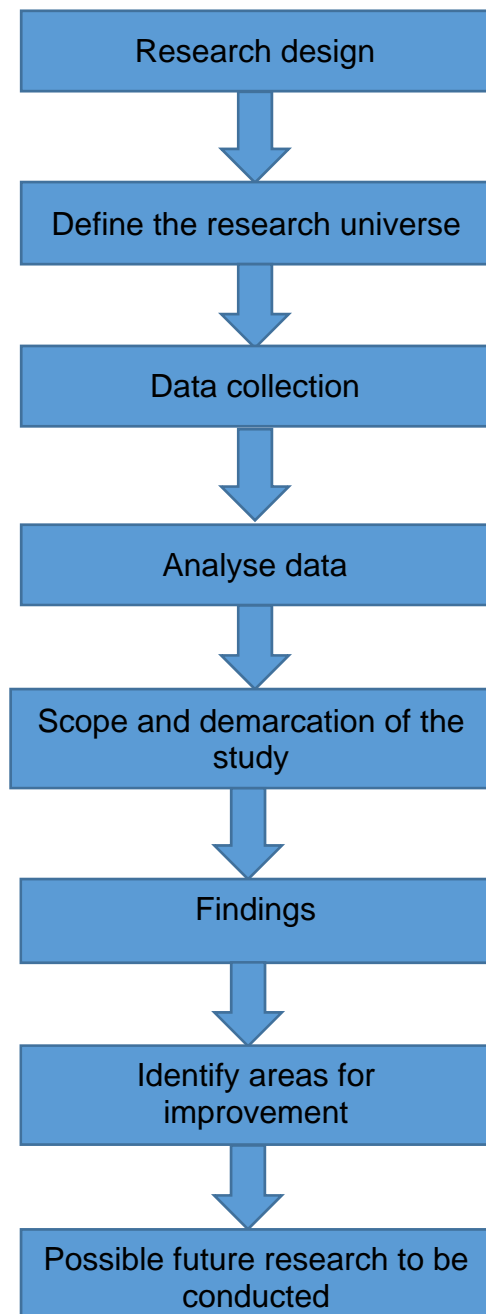 Research design
Define the research universe
Data collection
Analyse data
Scope and demarcation of the
study
Findings
Identify areas for
improvement
Possible future research to be
conducted